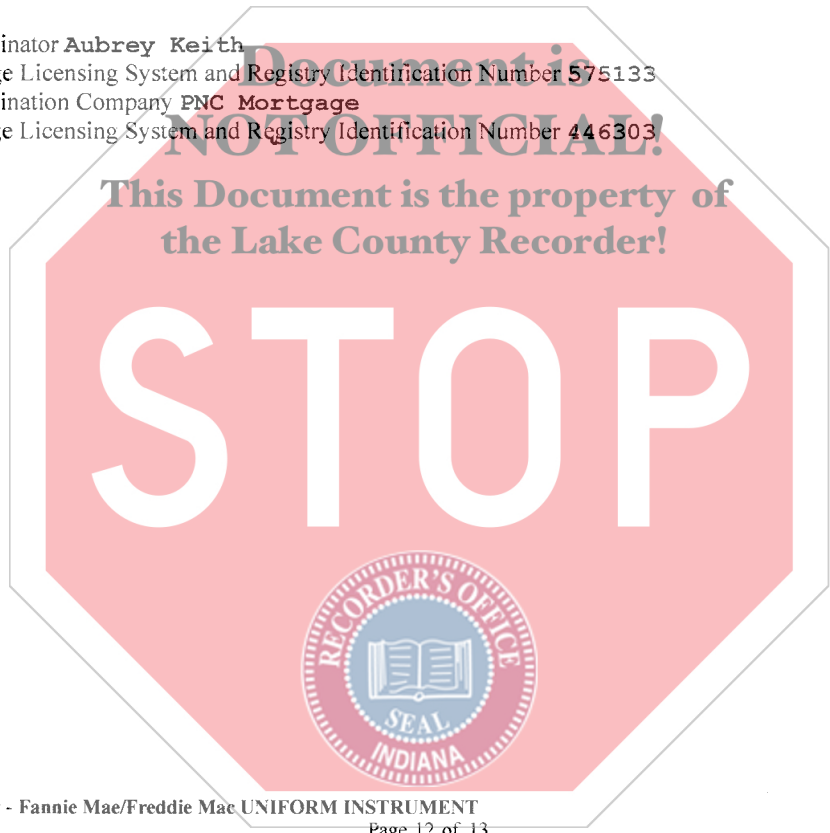 inator Aubrey Keith
e Licensing System and Registry Identification Number 575133
ination Company PNC Mortgage
e Licensing System and Registry Identification Number 446303
Document is
NOT OFFICIAL!
This Document is the property of
the Lake County Recorder!
STOP
RECORDER'S OFFICE
SEAL
INDIANA
- Fannie Mae/Freddie Mac UNIFORM INSTRUMENT
Page 12 of 13